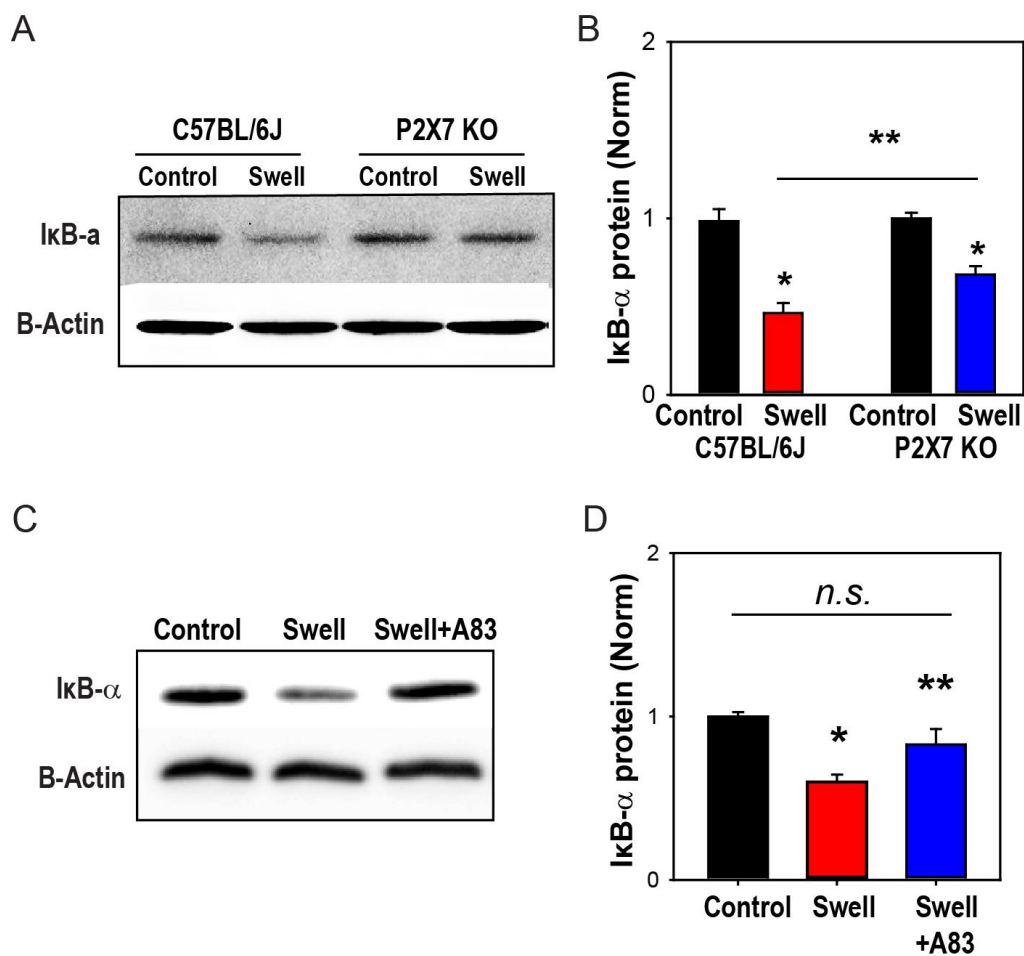 A
C57BL/6J P2X7 KO
Control Swell Control Swell
IκB-a
B-Actin
B
IκB-α protein (Norm)
2
1
0
**
*
*
Control Swell Control Swell
C57BL/6J P2X7 KO
C
Control Swell Swell+A83
IκB-α
B-Actin
D
IκB-α protein (Norm)
2
1
0
n.s.
**
*
Control Swell Swell
+A83